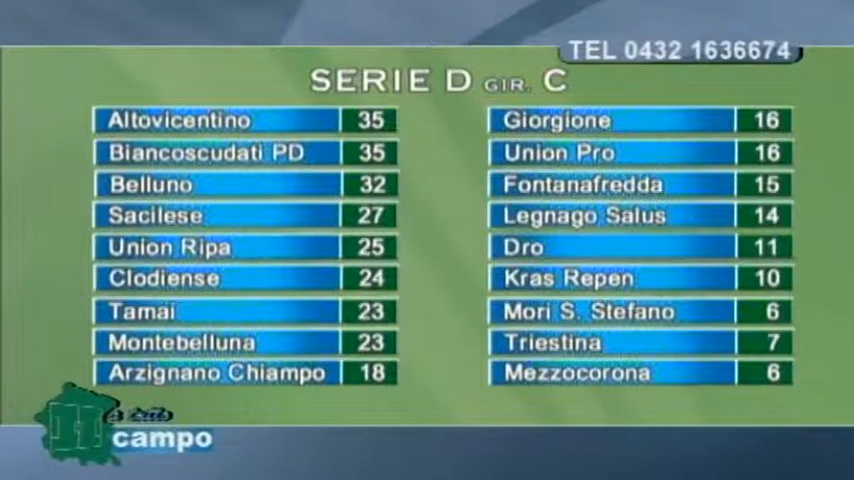 TEL 0432 1636674
SERIE D GIR. C
Altovicentino 35
Biancoscudati PD 35
Belluno 32
Sacilese 27
Union Ripa 25
Clodiense 24
Tamai 23
Montebelluna 23
Arzignano Chiampo 18
Giorgione 16
Union Pro 16
Fontanafredda 15
Legnago Salus 14
Dro 11
Kras Repen 10
Mori S. Stefano 6
Triestina 7
Mezzocorona 6
campo